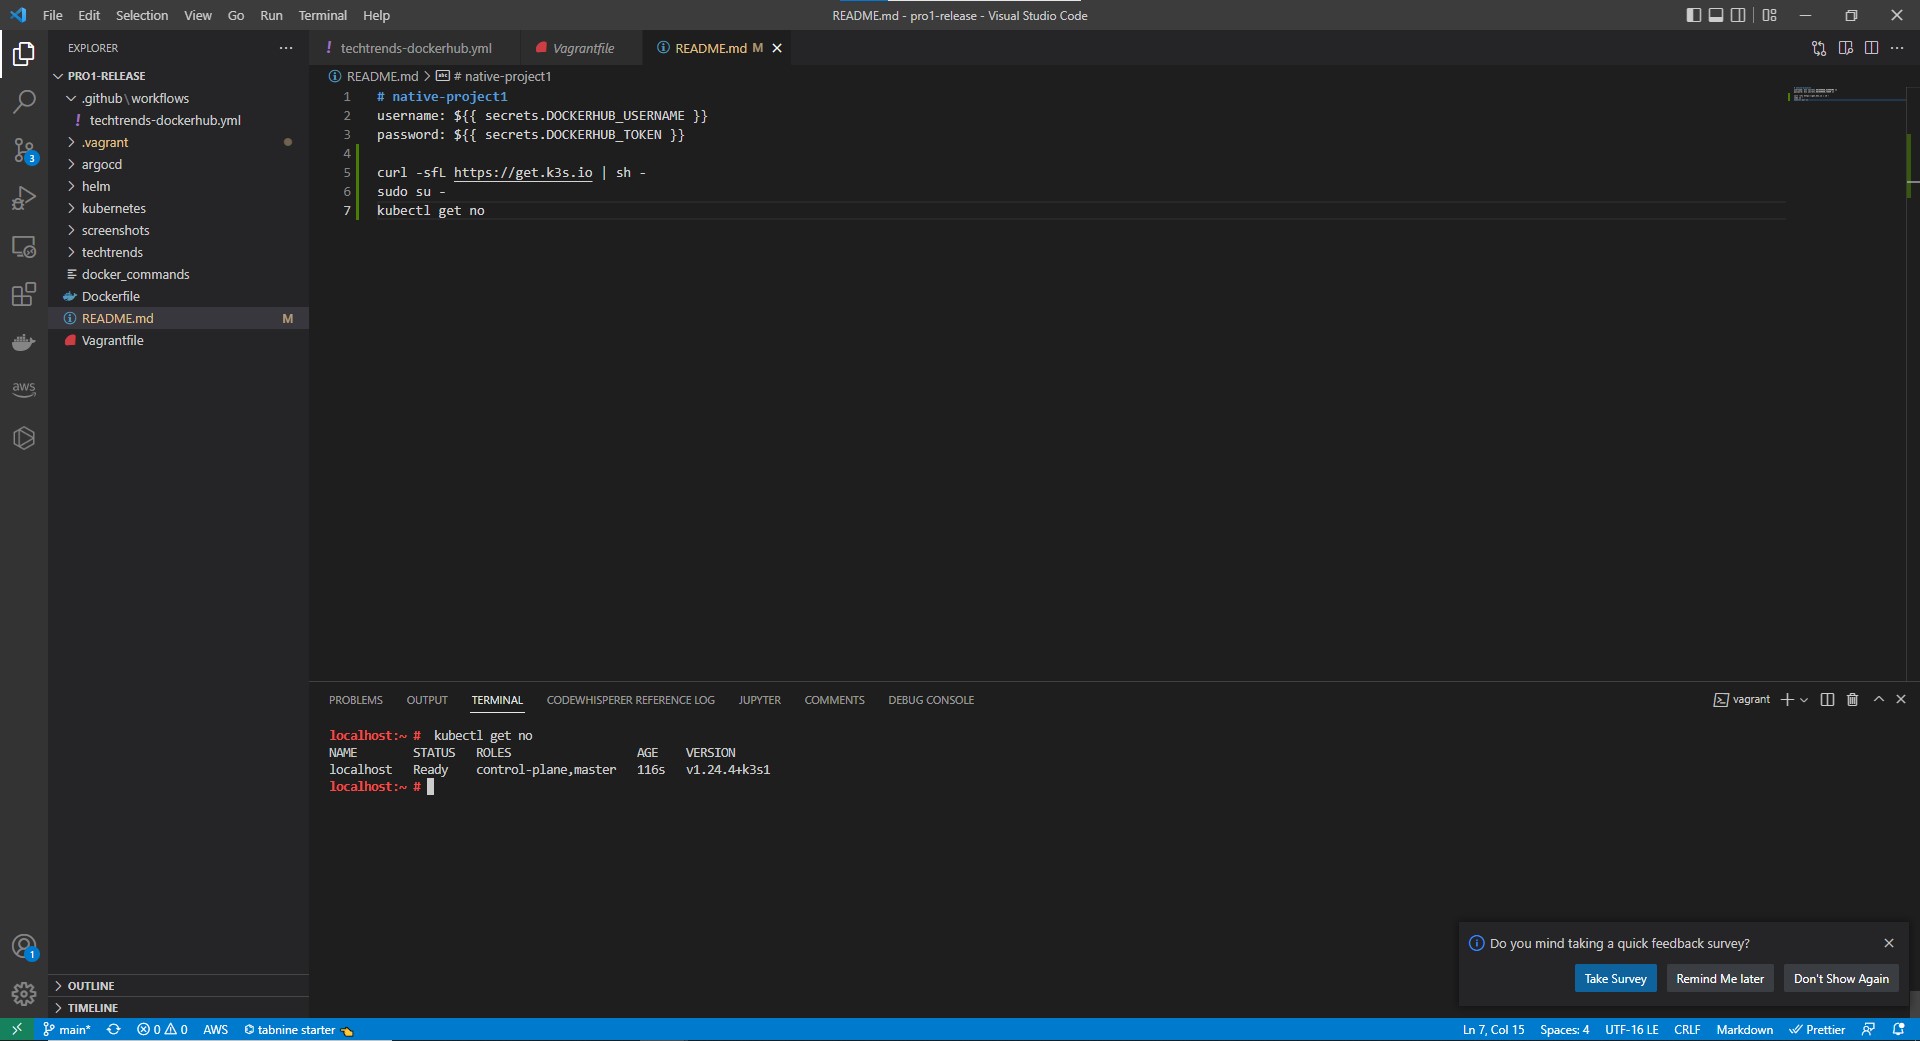 File Edit Selection View Go Run Terminal Help
README.md - pro1-release - Visual Studio Code
EXPLORER
PRO1-RELEASE
.github\workflows
techtrends-dockerhub.yml
.vagrant
argocd
helm
kubernetes
screenshots
techtrends
docker_commands
Dockerfile
README.md M
Vagrantfile
3
aws
1
OUTLINE
TIMELINE
techtrends-dockerhub.yml Vagrantfile README.md M
README.md > # native-project1
1 # native-project1
2 username: ${{ secrets.DOCKERHUB_USERNAME }}
3 password: ${{ secrets.DOCKERHUB_TOKEN }}
4
5 curl -sfL https://get.k3s.io | sh -
6 sudo su -
7 kubectl get no
PROBLEMS OUTPUT TERMINAL CODEWHISPERER REFERENCE LOG JUPYTER COMMENTS DEBUG CONSOLE
vagrant
localhost:~ # kubectl get no
NAME STATUS ROLES AGE VERSION
localhost Ready control-plane,master 116s v1.24.4+k3s1
localhost:~ #
Do you mind taking a quick feedback survey?
Take Survey Remind Me later Don't Show Again
main* 0 0 AWS tabnine starter
Ln 7, Col 15 Spaces: 4 UTF-16 LE CRLF Markdown Prettier